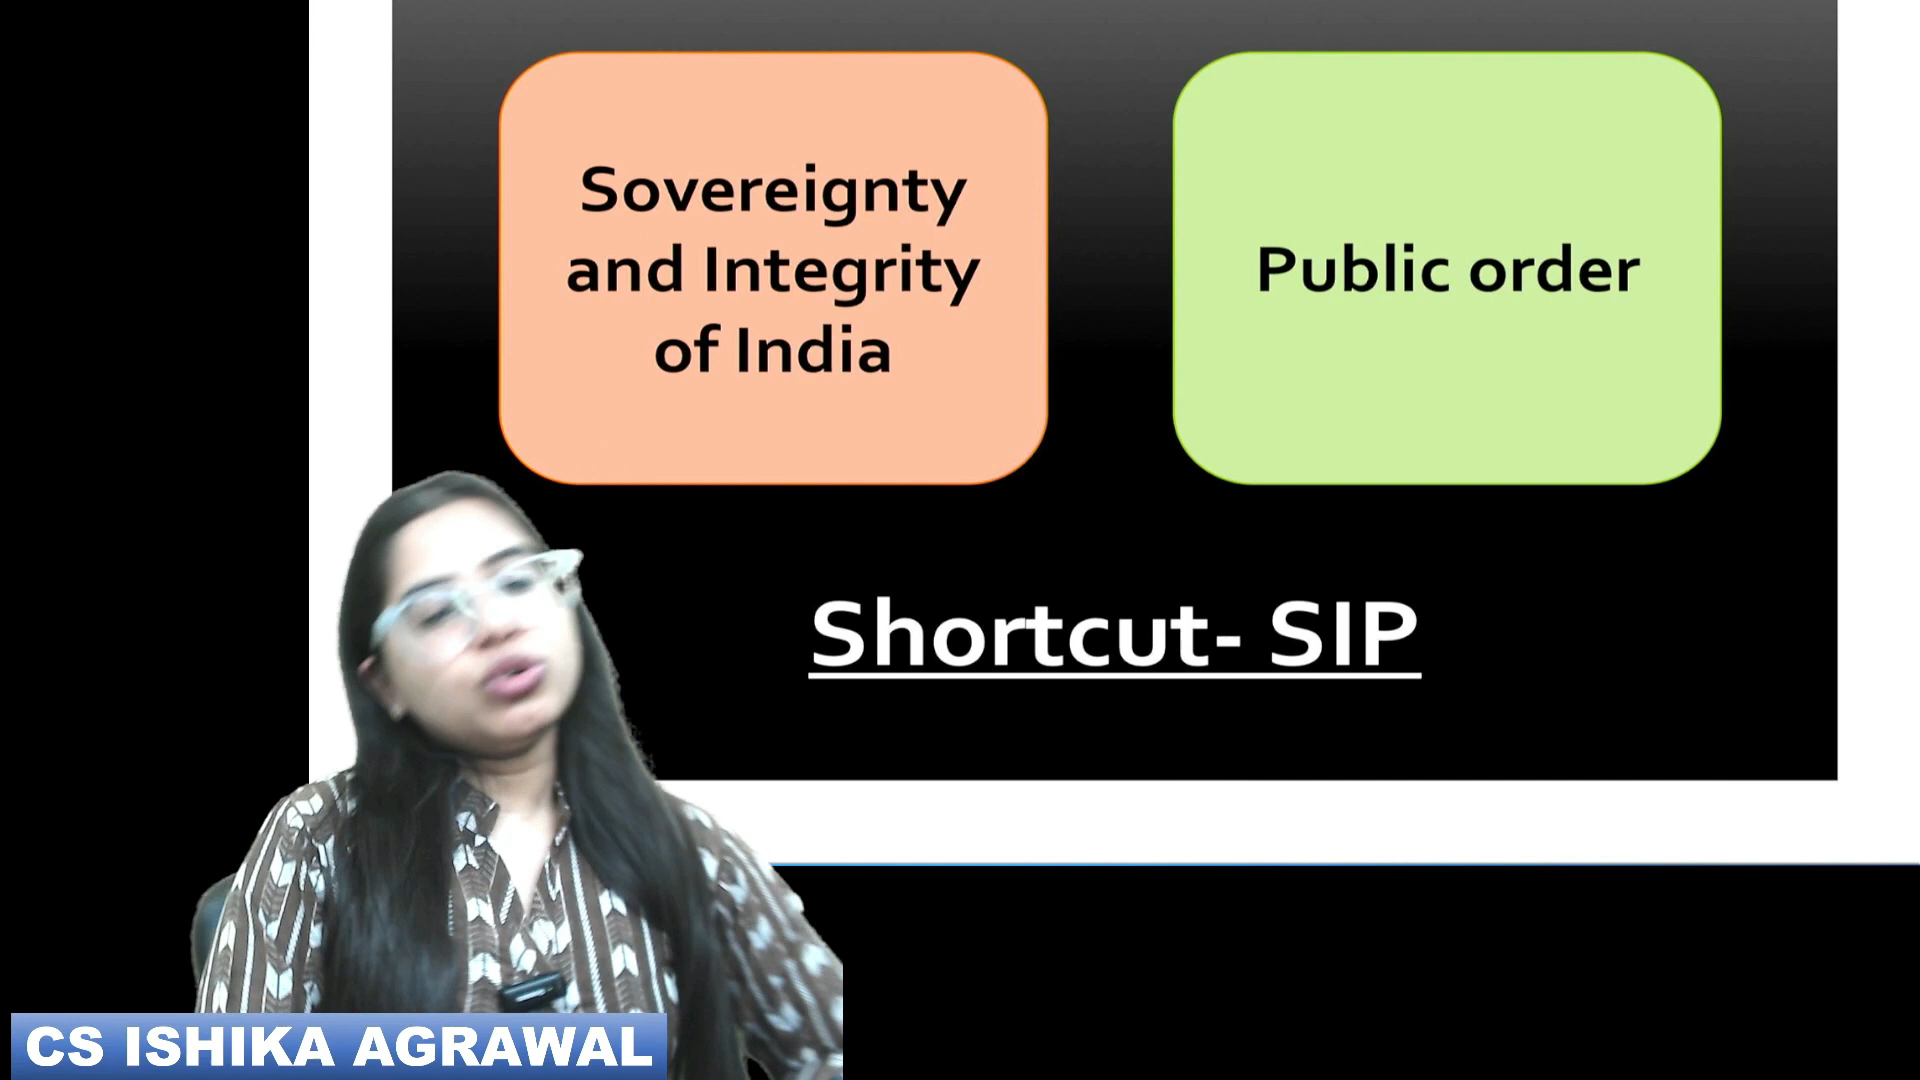 Sovereignty
and Integrity
of India
Public order
Shortcut- SIP
CS ISHIKA AGRAWAL